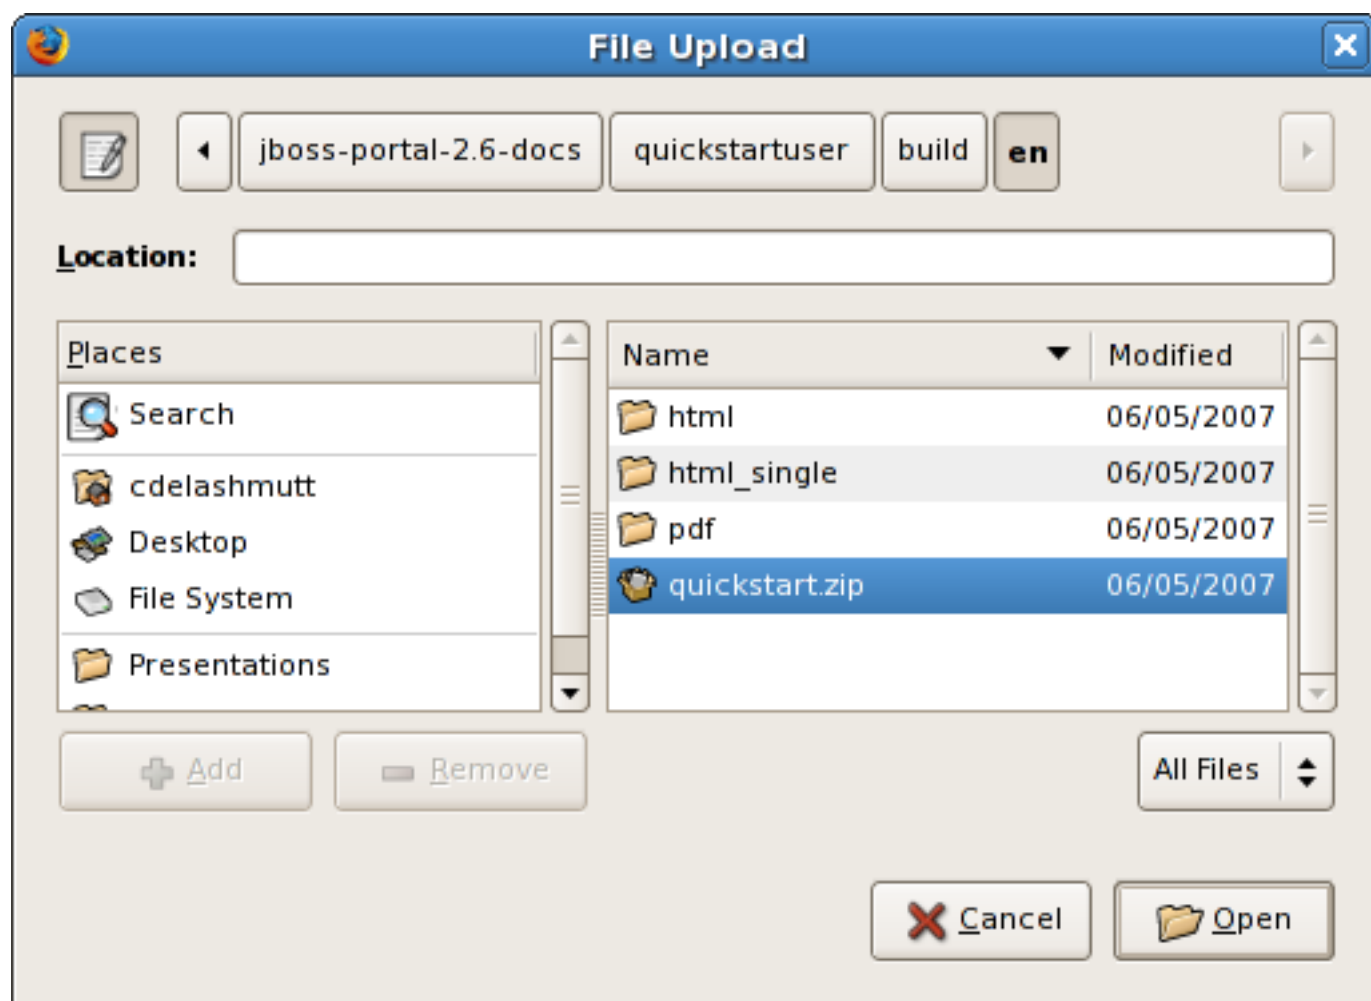 File Upload
jboss-portal-2.6-docs quickstartuser build en
Location:
Places
Search
cdelashmutt
Desktop
File System
Presentations
Name Modified
html 06/05/2007
html_single 06/05/2007
pdf 06/05/2007
quickstart.zip 06/05/2007
Add Remove All Files
Cancel Open